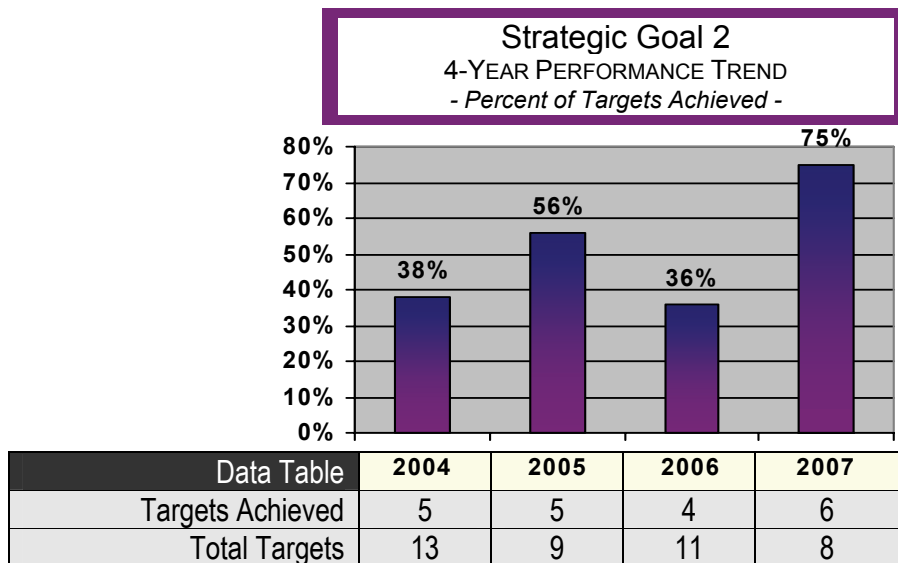 Strategic Goal 2
4-YEAR PERFORMANCE TREND
- Percent of Targets Achieved -
80%
70%
60%
50%
40%
30%
20%
10%
0%
38%
56%
36%
75%
Data Table 2004 2005 2006 2007
Targets Achieved 5 5 4 6
Total Targets 13 9 11 8